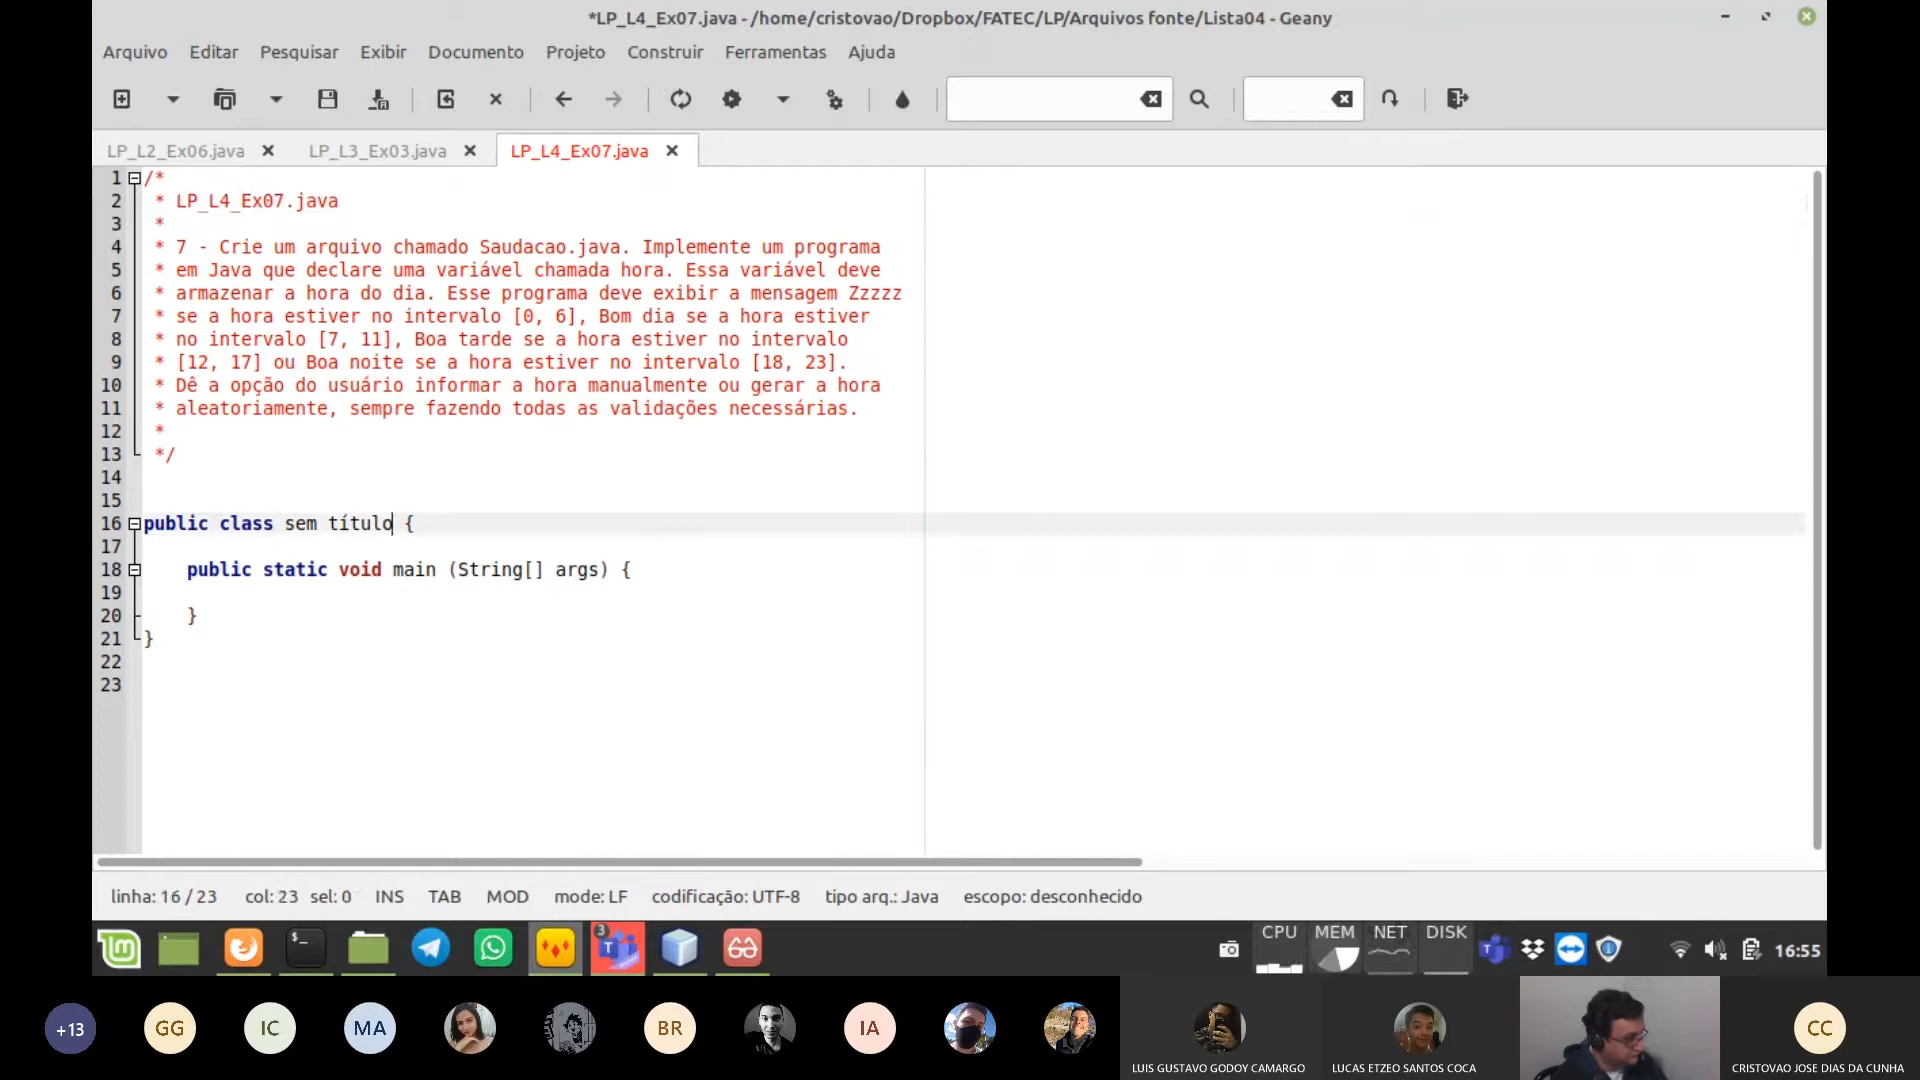 *LP_L4_Ex07.java - /home/cristovao/Dropbox/FATEC/LP/Arquivos fonte/Lista04 - Geany
Arquivo Editar Pesquisar Exibir Documento Projeto Construir Ferramentas Ajuda
LP_L2_Ex06.java LP_L3_Ex03.java LP_L4_Ex07.java
1 /*
2 * LP_L4_Ex07.java
3 *
4 * 7 - Crie um arquivo chamado Saudacao.java. Implemente um programa
5 * em Java que declare uma variável chamada hora. Essa variável deve
6 * armazenar a hora do dia. Esse programa deve exibir a mensagem Zzzzz
7 * se a hora estiver no intervalo [0, 6], Bom dia se a hora estiver
8 * no intervalo [7, 11], Boa tarde se a hora estiver no intervalo
9 * [12, 17] ou Boa noite se a hora estiver no intervalo [18, 23].
10 * Dê a opção do usuário informar a hora manualmente ou gerar a hora
11 * aleatoriamente, sempre fazendo todas as validações necessárias.
12 *
13 */
14
15
16 public class sem título {
17
18 public static void main (String[] args) {
19
20 }
21 }
22
23
linha: 16 / 23 col: 23 sel: 0 INS TAB MOD mode: LF codificação: UTF-8 tipo arq.: Java escopo: desconhecido
$_ 3 T CPU MEM NET DISK T 16:55
+13 GG IC MA BR IA CC
LUIS GUSTAVO GODOY CAMARGO LUCAS ETZEO SANTOS COCA CRISTOVAO JOSE DIAS DA CUNHA